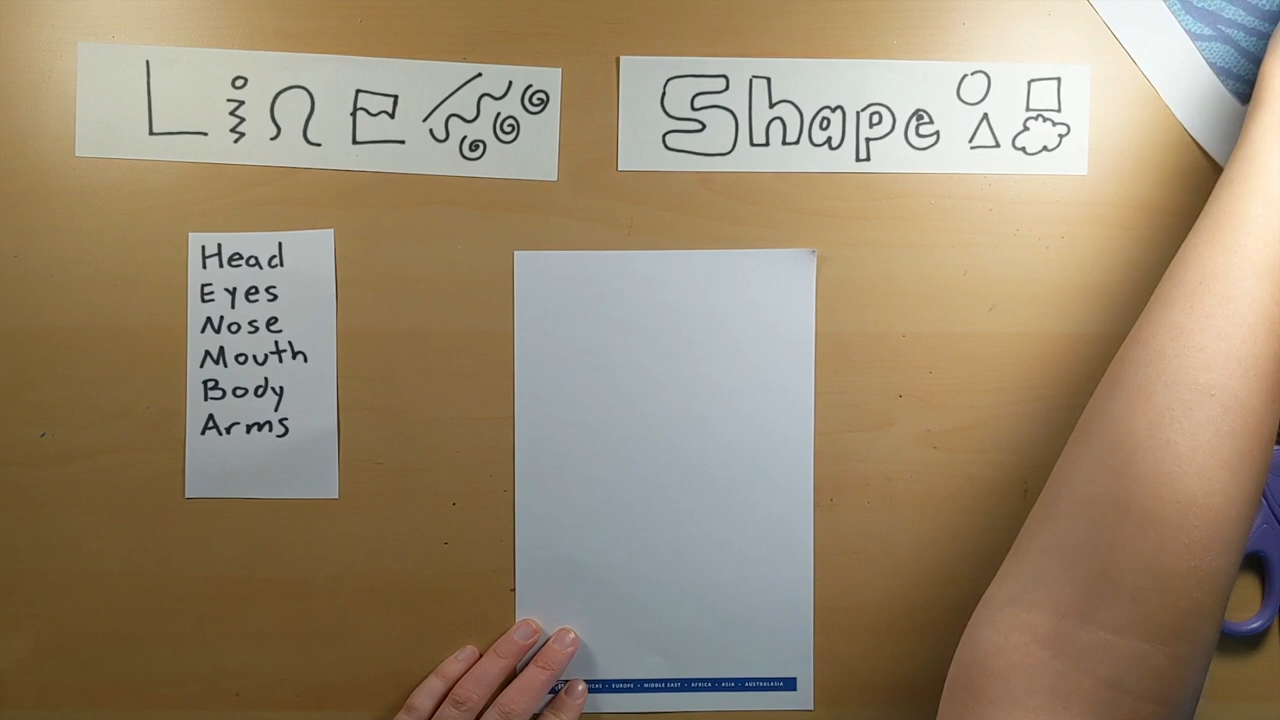 LinE
Shape
Head
Eyes
Nose
Mouth
Body
Arms
• EUROPE • MIDDLE EAST • AFRICA • ASIA • AUSTRALASIA